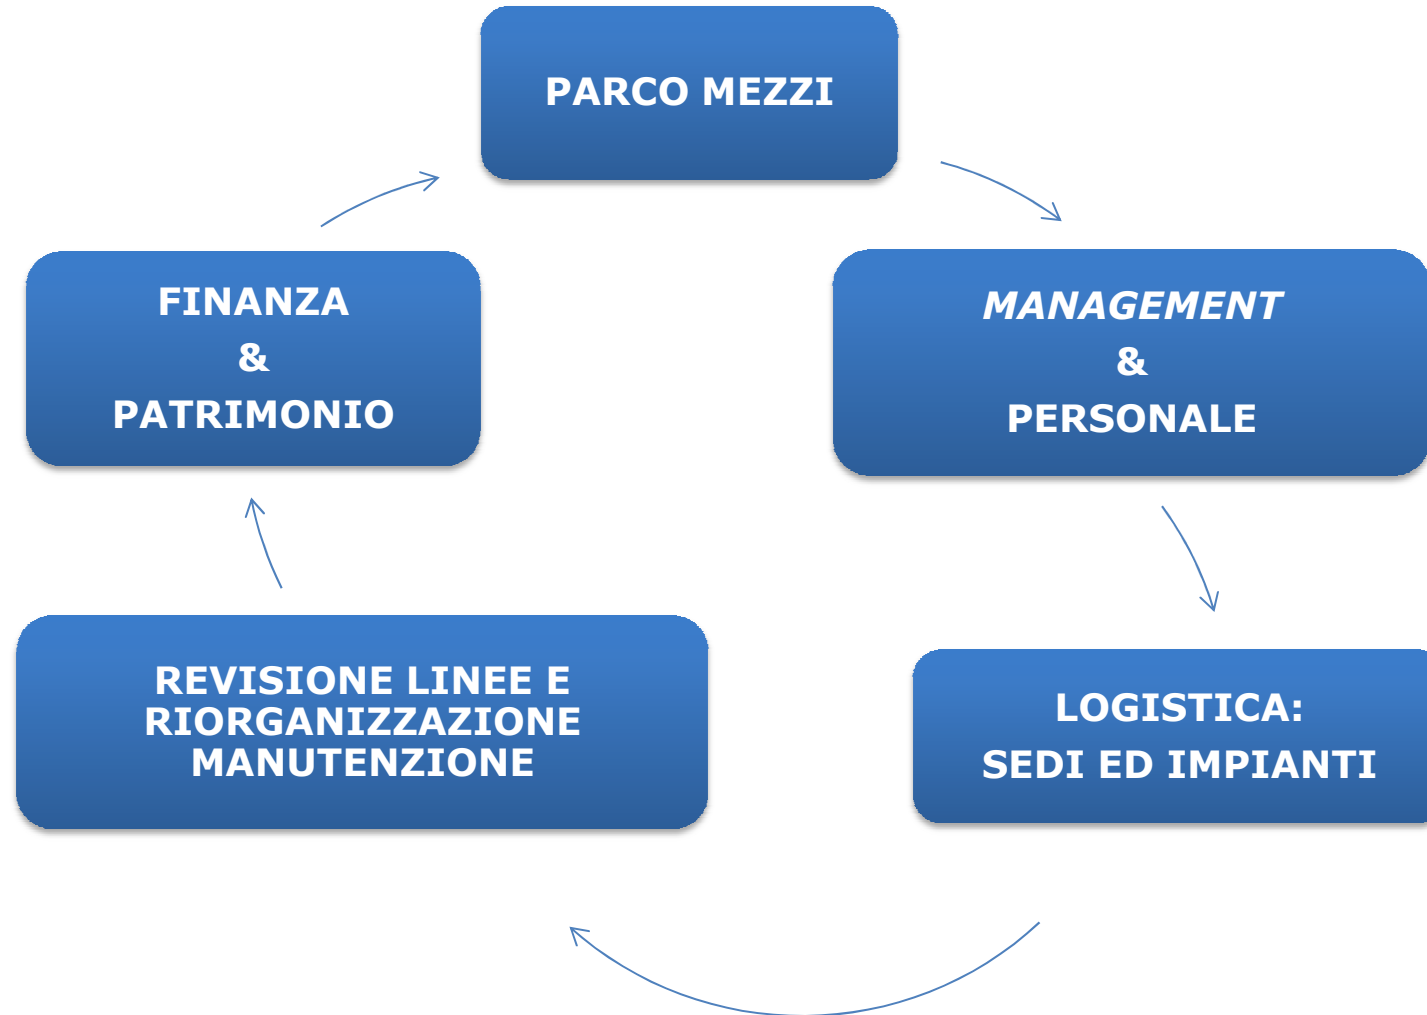 PARCO MEZZI
FINANZA
&
PATRIMONIO
MANAGEMENT
&
PERSONALE
REVISIONE LINEE E
RIORGANIZZAZIONE
MANUTENZIONE
LOGISTICA:
SEDI ED IMPIANTI